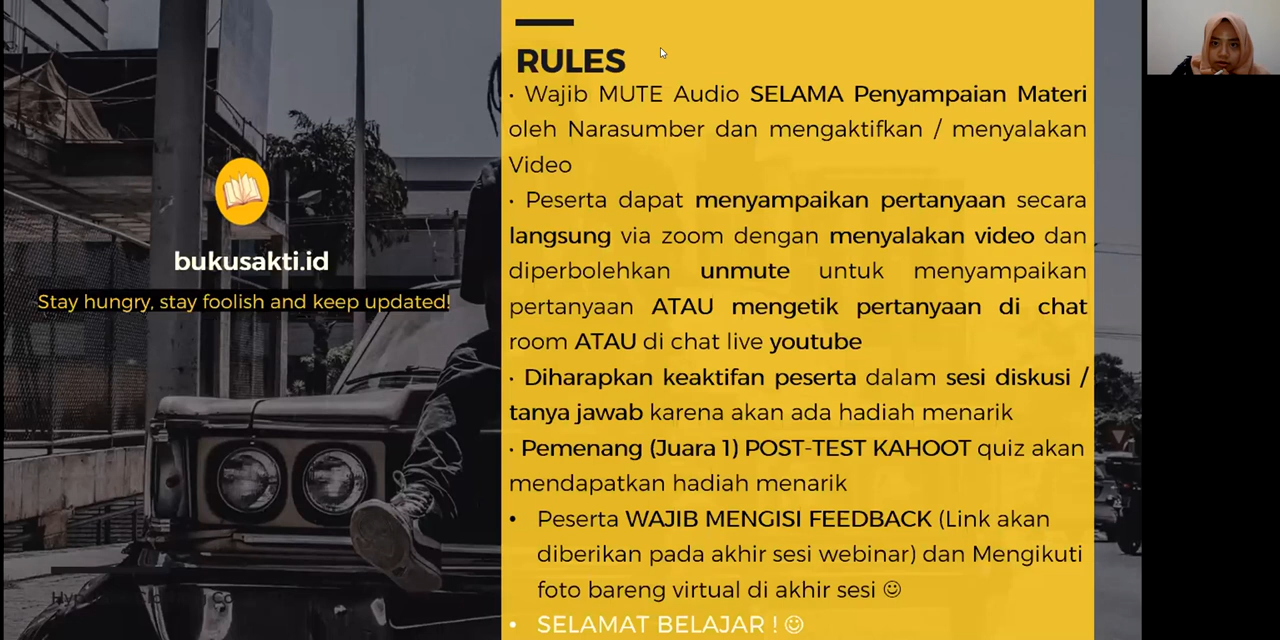 bukusakti.id
Stay hungry, stay foolish and keep updated!
RULES
• Wajib MUTE Audio SELAMA Penyampaian Materi
oleh Narasumber dan mengaktifkan / menyalakan
Video
• Peserta dapat menyampaikan pertanyaan secara
langsung via zoom dengan menyalakan video dan
diperbolehkan unmute untuk menyampaikan
pertanyaan ATAU mengetik pertanyaan di chat
room ATAU di chat live youtube
• Diharapkan keaktifan peserta dalam sesi diskusi /
tanya jawab karena akan ada hadiah menarik
• Pemenang (Juara 1) POST-TEST KAHOOT quiz akan
mendapatkan hadiah menarik
• Peserta WAJIB MENGISI FEEDBACK (Link akan
diberikan pada akhir sesi webinar) dan Mengikuti
foto bareng virtual di akhir sesi ☺
• SELAMAT BELAJAR ! ☺